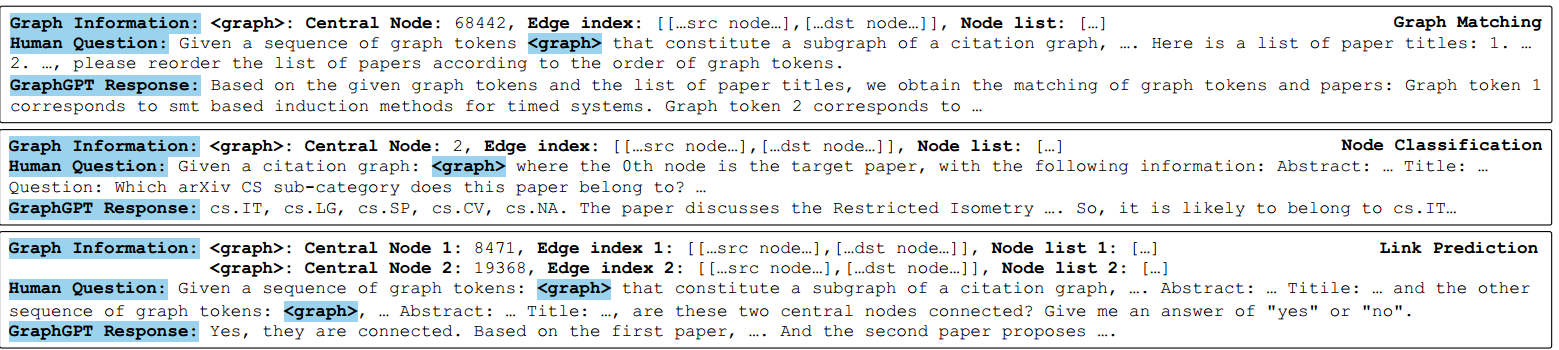 Graph Information: <graph>: Central Node: 68442, Edge index: [[…src node…],[…dst node…]], Node list: […] Graph Matching
Human Question: Given a sequence of graph tokens <graph> that constitute a subgraph of a citation graph, …. Here is a list of paper titles: 1. …
2. …, please reorder the list of papers according to the order of graph tokens.
GraphGPT Response: Based on the given graph tokens and the list of paper titles, we obtain the matching of graph tokens and papers: Graph token 1
corresponds to smt based induction methods for timed systems. Graph token 2 corresponds to …
Graph Information: <graph>: Central Node: 2, Edge index: [[…src node…],[…dst node…]], Node list: […] Node Classification
Human Question: Given a citation graph: <graph> where the 0th node is the target paper, with the following information: Abstract: … Title: …
Question: Which arXiv CS sub-category does this paper belong to? …
GraphGPT Response: cs.IT, cs.LG, cs.SP, cs.CV, cs.NA. The paper discusses the Restricted Isometry …. So, it is likely to belong to cs.IT…
Graph Information: <graph>: Central Node 1: 8471, Edge index 1: [[…src node…],[…dst node…]], Node list 1: […] Link Prediction
<graph>: Central Node 2: 19368, Edge index 2: [[…src node…],[…dst node…]], Node list 2: […]
Human Question: Given a sequence of graph tokens: <graph> that constitute a subgraph of a citation graph, …. Abstract: … Titile: … and the other
sequence of graph tokens: <graph>, … Abstract: … Title: …, are these two central nodes connected? Give me an answer of "yes" or "no".
GraphGPT Response: Yes, they are connected. Based on the first paper, …. And the second paper proposes ….